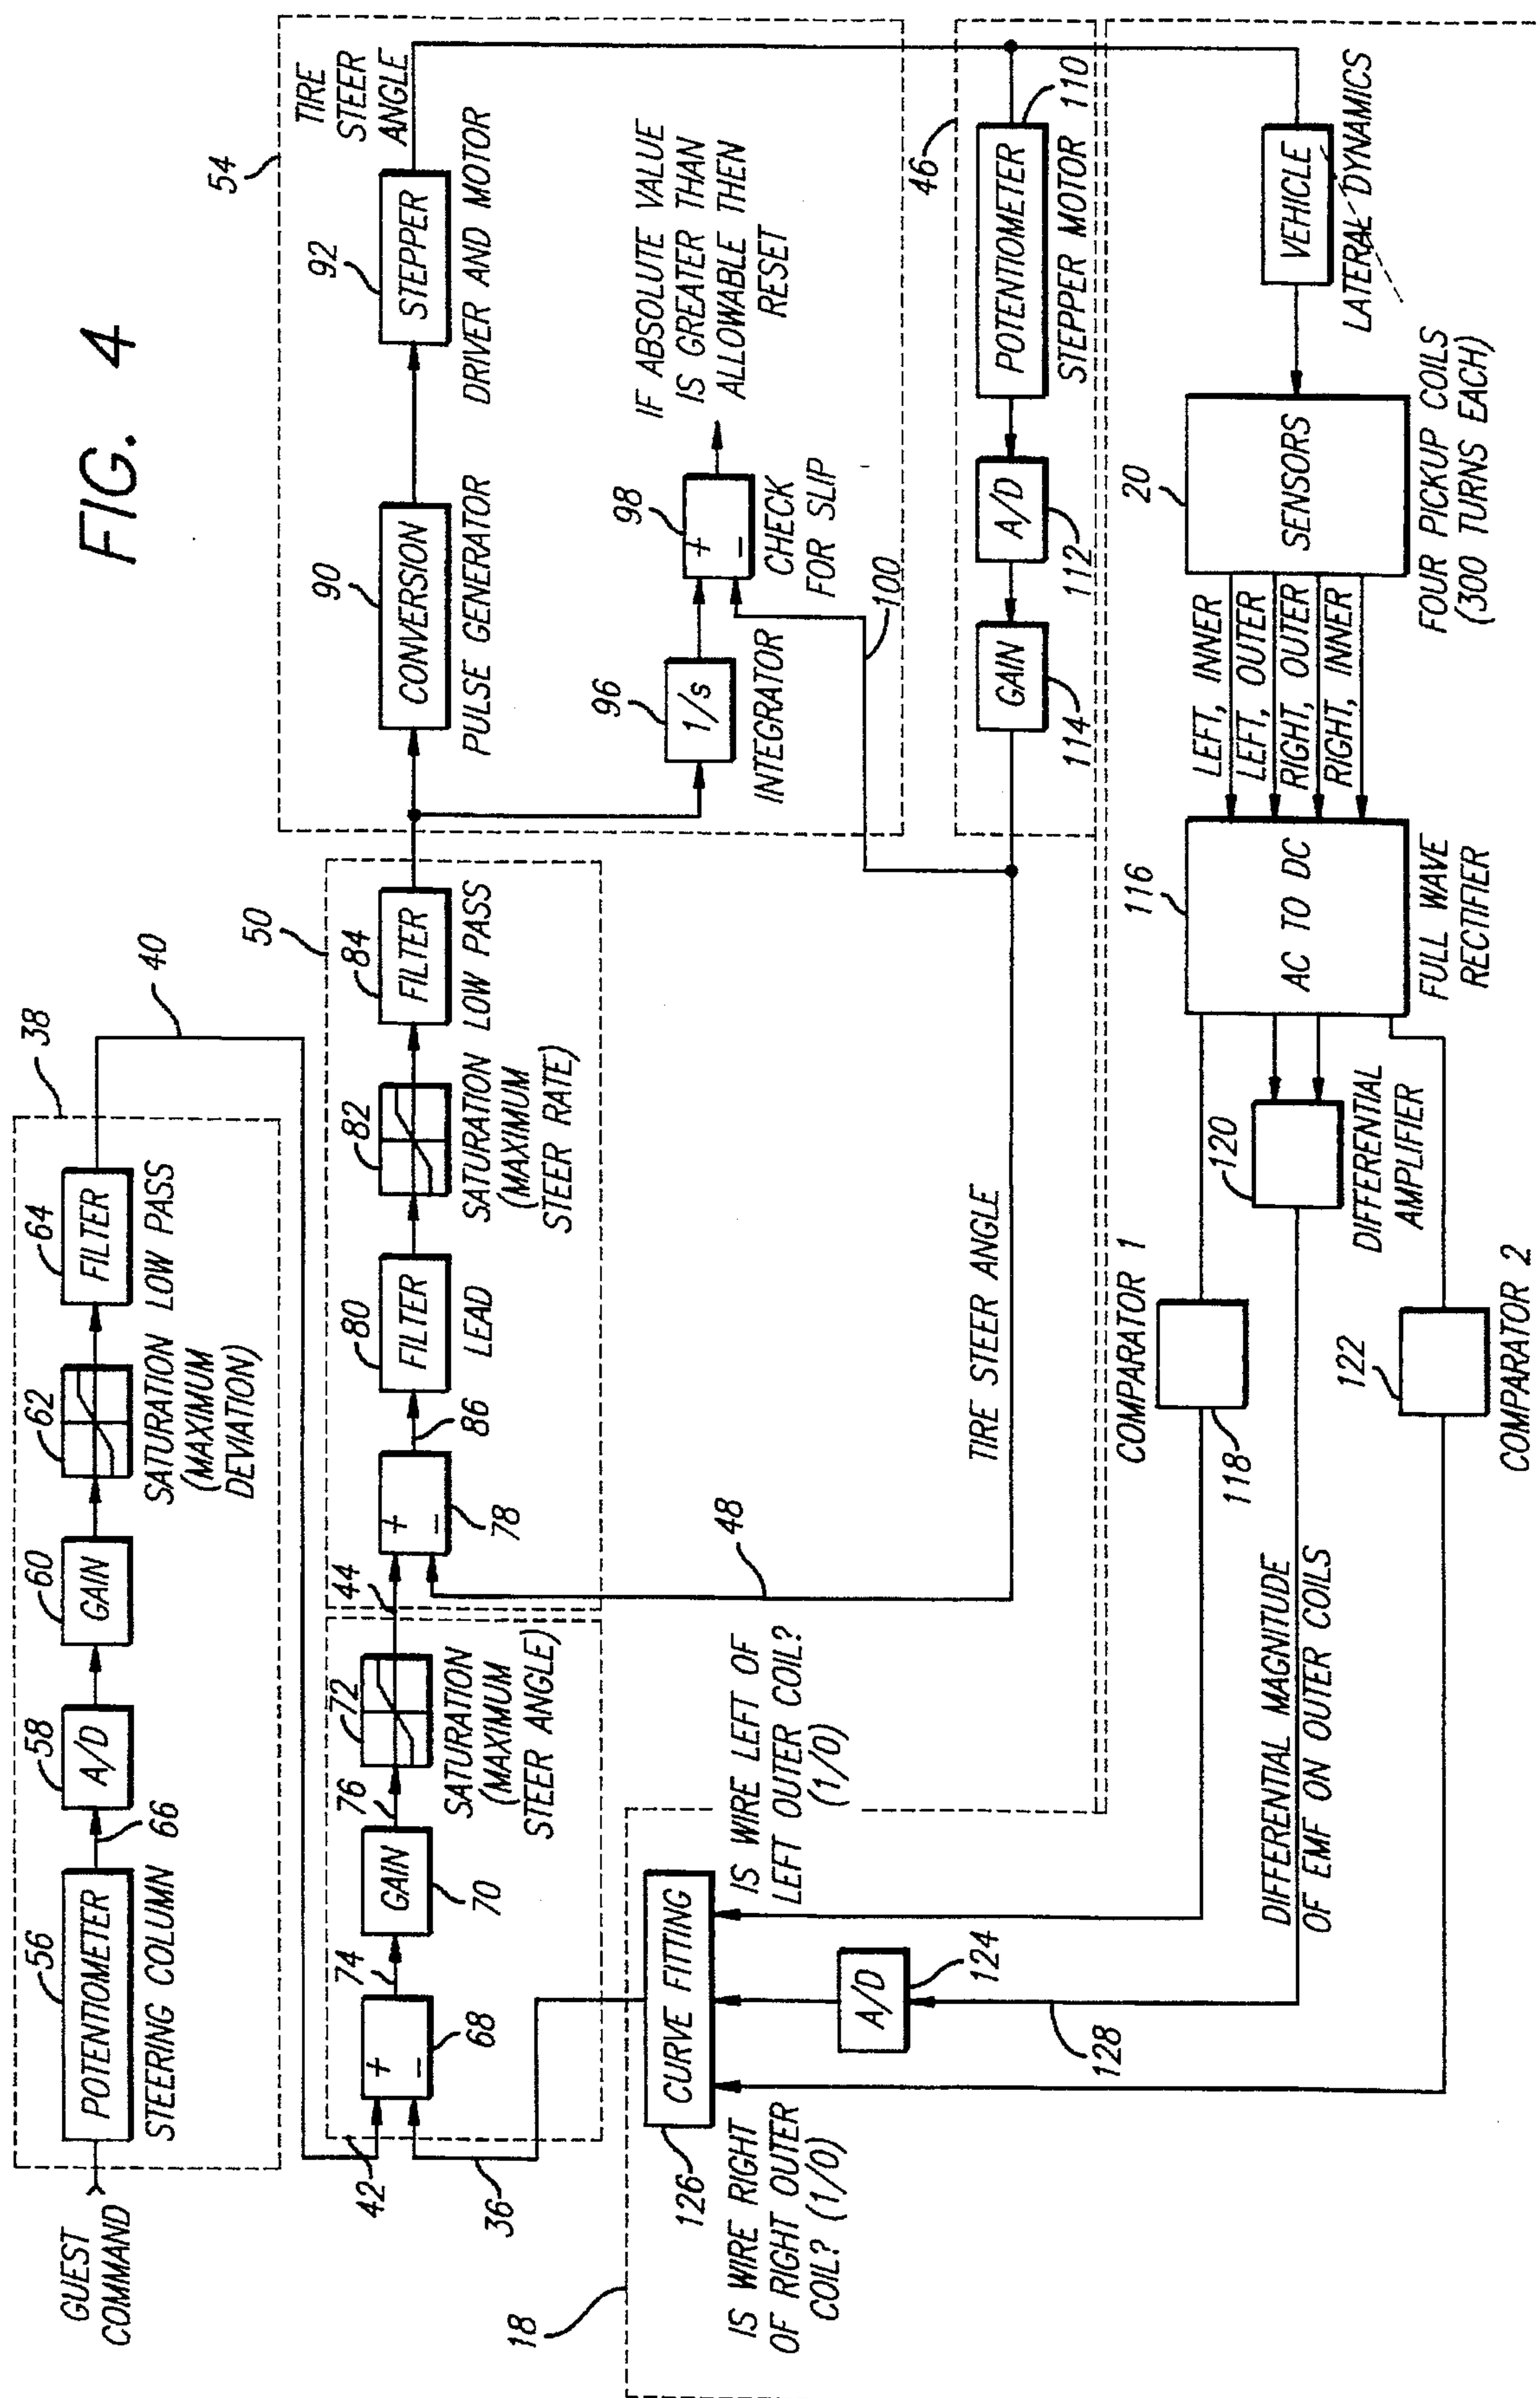 FIG. 4
GUEST
COMMAND
56
POTENTIOMETER
STEERING COLUMN
66
58
A/D
60
GAIN
62
SATURATION
(MAXIMUM
DEVIATION)
64
FILTER
LOW PASS
38
40
42
36
68
+
−
74
GAIN
70
76
72
SATURATION
(MAXIMUM
STEER ANGLE)
44
+
−
78
86
80
FILTER
LEAD
82
SATURATION
(MAXIMUM
STEER RATE)
84
FILTER
LOW PASS
50
48
54
90
CONVERSION
PULSE GENERATOR
92
STEPPER
DRIVER AND MOTOR
TIRE
STEER
ANGLE
96
1/s
INTEGRATOR
98
+
−
CHECK
FOR SLIP
IF ABSOLUTE VALUE
IS GREATER THAN
ALLOWABLE THEN
RESET
100
46
TIRE STEER ANGLE
GAIN
114
A/D
112
POTENTIOMETER
110
STEPPER MOTOR
18
126
CURVE FITTING
IS WIRE RIGHT
OF RIGHT OUTER
COIL? (1/0)
IS WIRE LEFT OF
LEFT OUTER COIL?
(1/0)
A/D
124
128
DIFFERENTIAL MAGNITUDE
OF EMF ON OUTER COILS
COMPARATOR 1
118
120
DIFFERENTIAL
AMPLIFIER
122
COMPARATOR 2
116
AC TO DC
FULL WAVE
RECTIFIER
LEFT, INNER
LEFT, OUTER
RIGHT, OUTER
RIGHT, INNER
20
SENSORS
FOUR PICKUP COILS
(300 TURNS EACH)
VEHICLE
LATERAL DYNAMICS